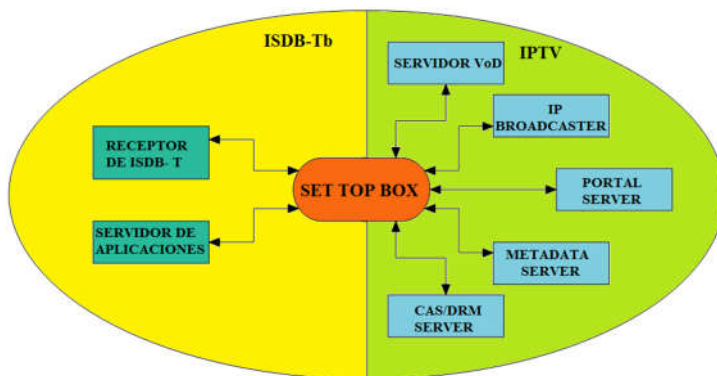 ISDB-Tb
IPTV
SERVIDOR VoD
IP
BROADCASTER
RECEPTOR
DE ISDB- T
SET TOP BOX
PORTAL
SERVER
SERVIDOR DE
APLICACIONES
METADATA
SERVER
CAS/DRM
SERVER